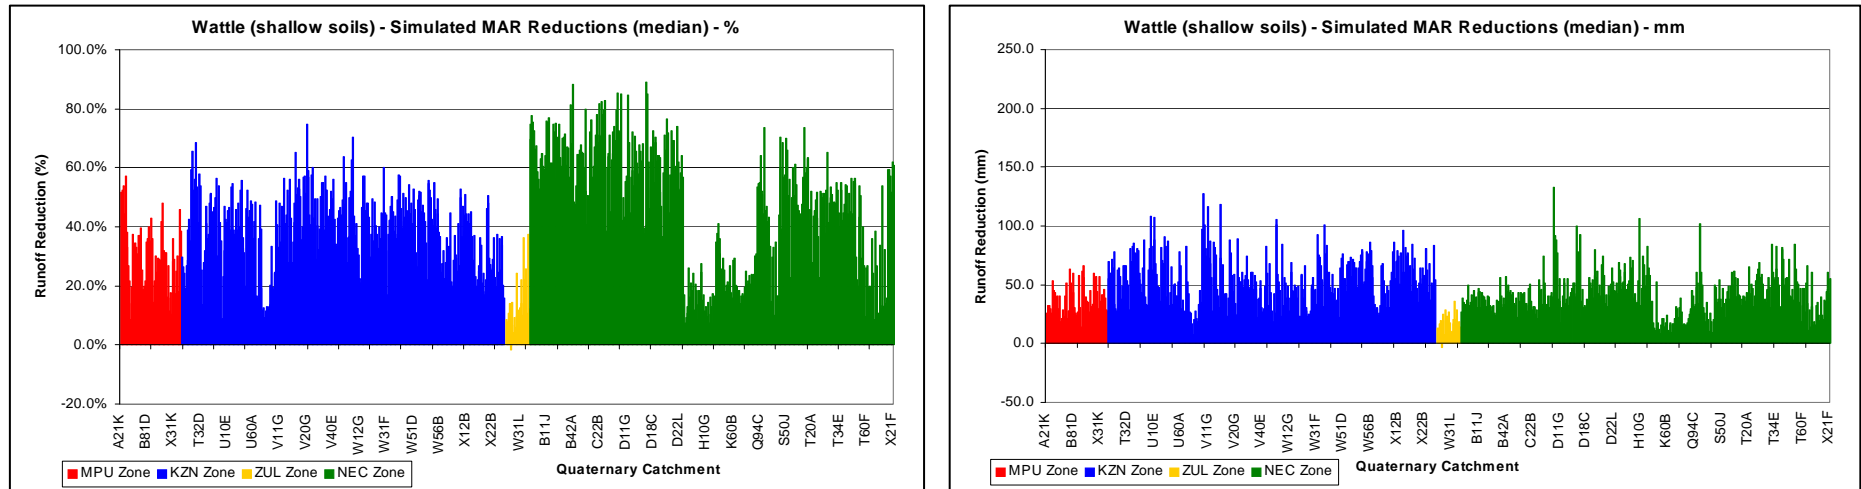 Wattle (shallow soils) - Simulated MAR Reductions (median) - %
100.0%
80.0%
60.0%
40.0%
20.0%
0.0%
-20.0%
Runoff Reduction (%)
A21K B81D X31K T32D U10E U60A V11G V20G V40E W12G W31F W51D W56B X12B X22B W31L B11J B42A C22B D11G D18C D22L H10G K60B Q94C S50J T20A T34E T60F X21F
Quaternary Catchment
MPU Zone KZN Zone ZUL Zone NEC Zone
Wattle (shallow soils) - Simulated MAR Reductions (median) - mm
250.0
200.0
150.0
100.0
50.0
0.0
-50.0
Runoff Reduction (mm)
A21K B81D X31K T32D U10E U60A V11G V20G V40E W12G W31F W51D W56B X12B X22B W31L B11J B42A C22B D11G D18C D22L H10G K60B Q94C S50J T20A T34E T60F X21F
Quaternary Catchment
MPU Zone KZN Zone ZUL Zone NEC Zone